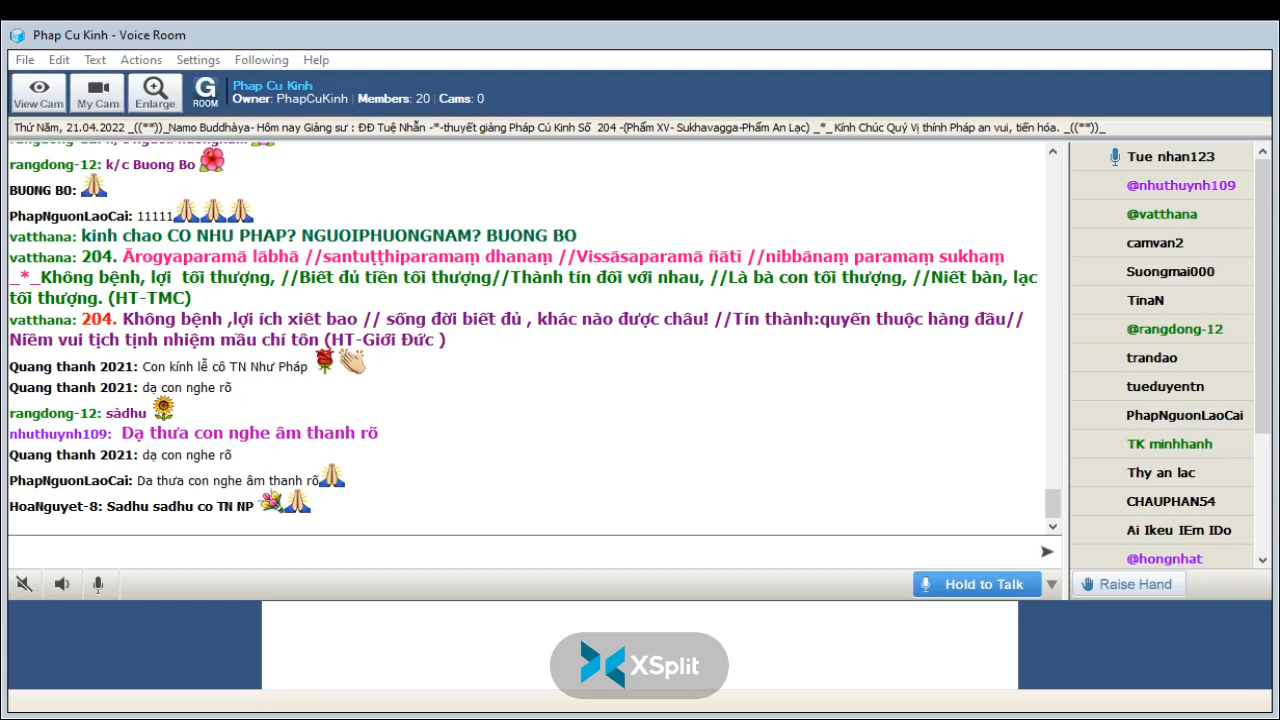 Phap Cu Kinh - Voice Room
File Edit Text Actions Settings Following Help
View Cam My Cam Enlarge G ROOM
Phap Cu Kinh
Owner: PhapCuKinh | Members: 20 | Cams: 0
Thứ Năm, 21.04.2022 _((**))_Namo Buddhàya- Hôm nay Giảng sư : ĐĐ Tuệ Nhẫn -*-thuyết giảng Pháp Cú Kinh Số 204 -(Phẩm XV- Sukhavagga-Phẩm An Lạc) _*_ Kính Chúc Quý Vị thính Pháp an vui, tiến hóa. _((**))_
rangdong-12: k/c Buong Bo
BUONG BO:
PhapNguonLaoCai: 11111
vatthana: kinh chao CO NHU PHAP? NGUOIPHUONGNAM? BUONG BO
vatthana: 204. Ārogyaparamā lābhā //santuṭṭhiparamaṃ dhanaṃ //Vissāsaparamā ñātī //nibbānaṃ paramaṃ sukhaṃ
_*_Không bệnh, lợi tối thượng, //Biết đủ tiền tối thượng//Thành tín đối với nhau, //Là bà con tối thượng, //Niết bàn, lạc
tối thượng. (HT-TMC)
vatthana: 204. Không bệnh ,lợi ích xiết bao // sống đời biết đủ , khác nào được châu! //Tín thành:quyến thuộc hàng đầu//
Niềm vui tịch tịnh nhiệm mầu chí tôn (HT-Giới Đức )
Quang thanh 2021: Con kính lễ cô TN Như Pháp
Quang thanh 2021: dạ con nghe rõ
rangdong-12: sàdhu
nhuthuynh109: Dạ thưa con nghe âm thanh rõ
Quang thanh 2021: dạ con nghe rõ
PhapNguonLaoCai: Da thưa con nghe âm thanh rõ
HoaNguyet-8: Sadhu sadhu co TN NP
Tue nhan123
@nhuthuynh109
@vatthana
camvan2
Suongmai000
TinaN
@rangdong-12
trandao
tueduyentn
PhapNguonLaoCai
TK minhhanh
Thy an lac
CHAUPHAN54
Ai Ikeu IEm IDo
@hongnhat
Hold to Talk
Raise Hand
XSplit